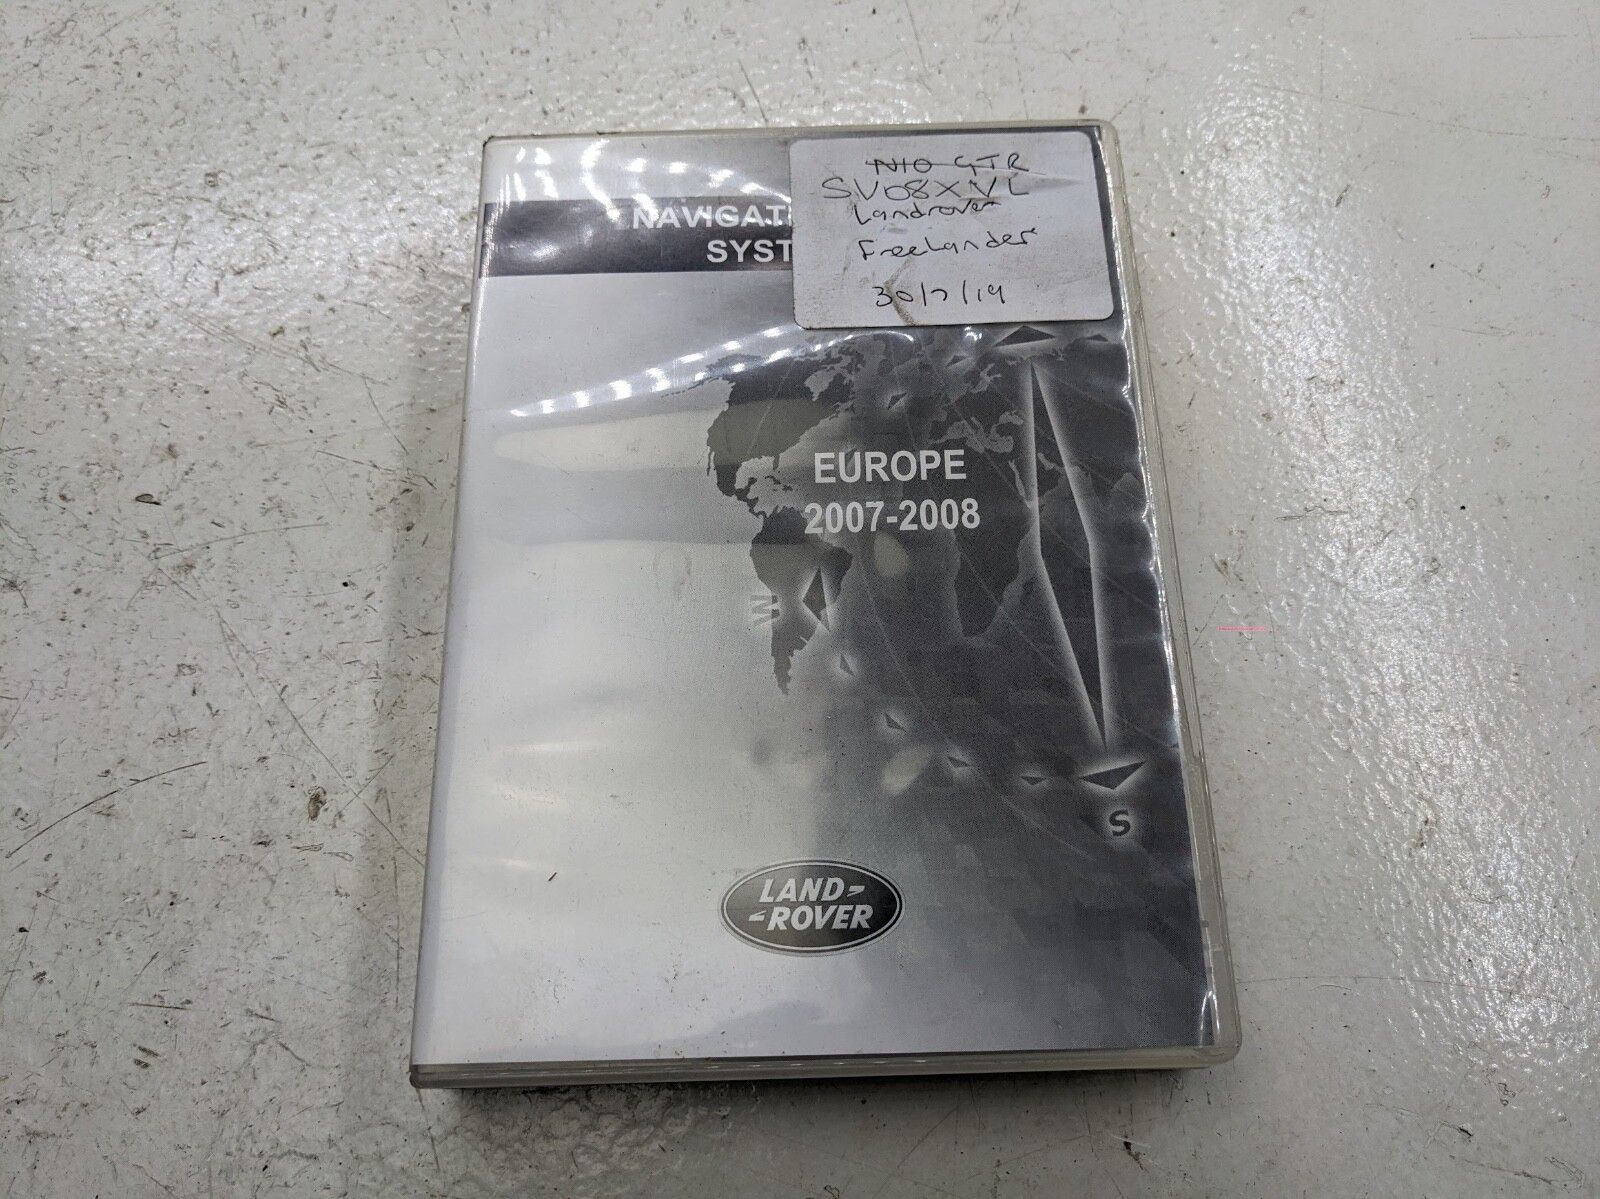 N10 GTR
SV08XVL
Landrover
Freelander
30/7/19
NAVIGAT
SYST
EUROPE
2007-2008
W
S
LAND-
-ROVER